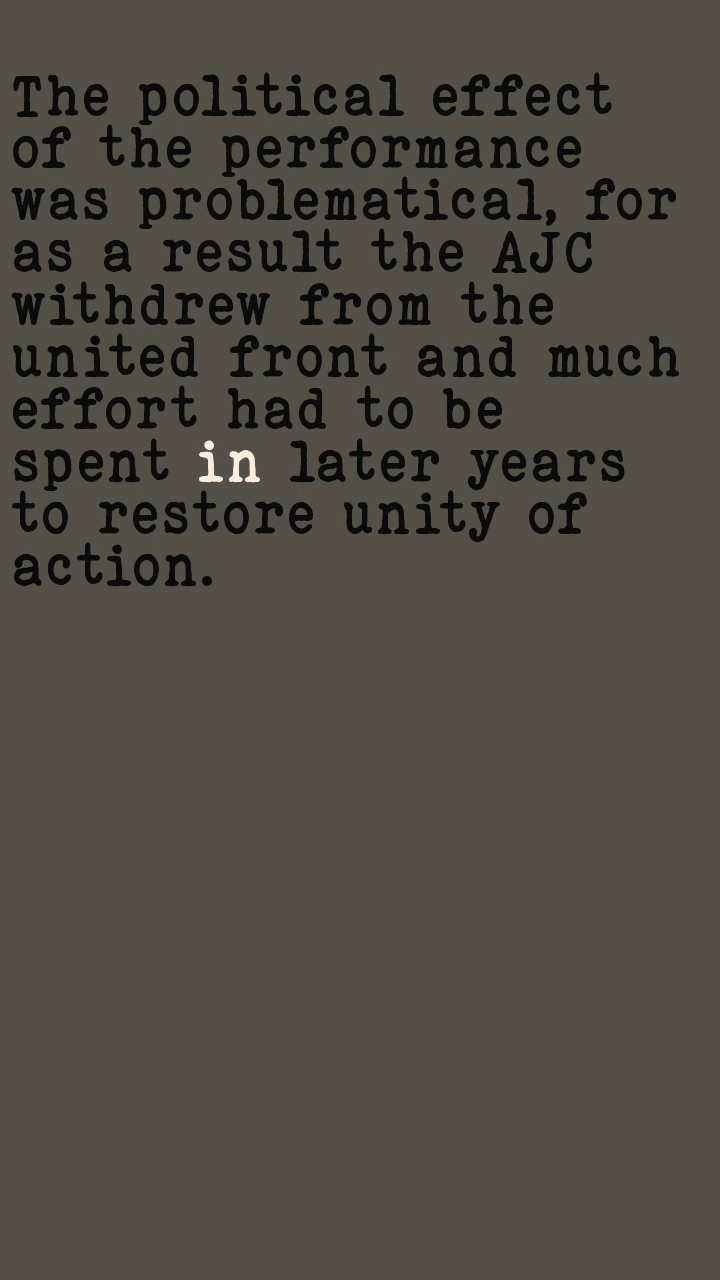 The political effect
of the performance
was problematical, for
as a result the AJC
withdrew from the
united front and much
effort had to be
spent in later years
to restore unity of
action.